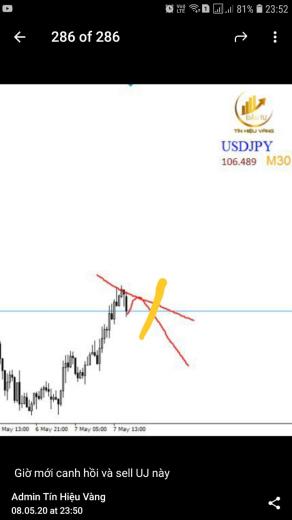 81% 23:52
286 of 286
ĐẦU TƯ
TÍN HIỆU VÀNG
USDJPY
106.489 M30
May 13:00 6 May 21:00 7 May 05:00 7 May 13:00
Giờ mới canh hồi và sell UJ này
Admin Tín Hiệu Vàng
08.05.20 at 23:50